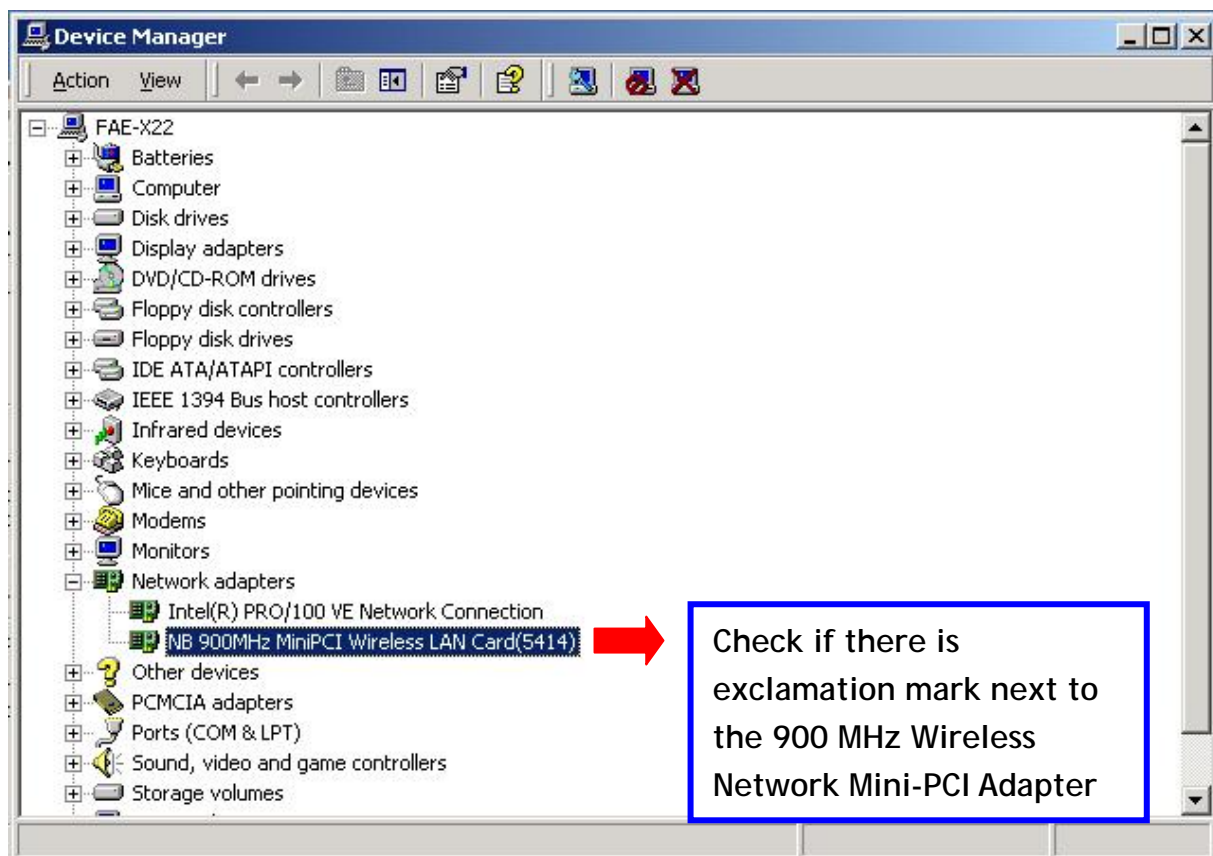 Device Manager
Action View
FAE-X22
Batteries
Computer
Disk drives
Display adapters
DVD/CD-ROM drives
Floppy disk controllers
Floppy disk drives
IDE ATA/ATAPI controllers
IEEE 1394 Bus host controllers
Infrared devices
Keyboards
Mice and other pointing devices
Modems
Monitors
Network adapters
Intel(R) PRO/100 VE Network Connection
NB 900MHz MiniPCI Wireless LAN Card(5414)
Other devices
PCMCIA adapters
Ports (COM & LPT)
Sound, video and game controllers
Storage volumes
Check if there is
exclamation mark next to
the 900 MHz Wireless
Network Mini-PCI Adapter